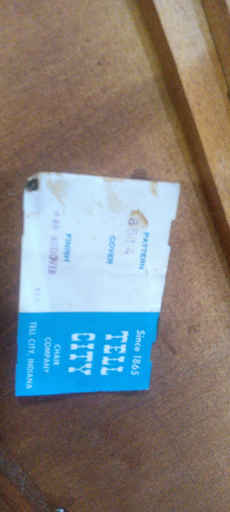 PATTERN
COVER
FINISH
Since 1865
TELL
CITY
CHAIR
COMPANY
TELL CITY, INDIANA